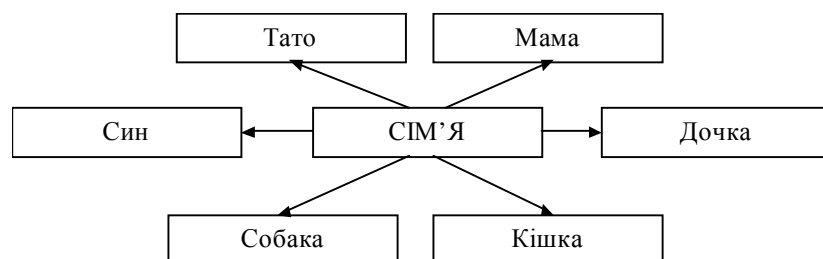 Тато
Мама
Син
СІМ’Я
Дочка
Собака
Кішка